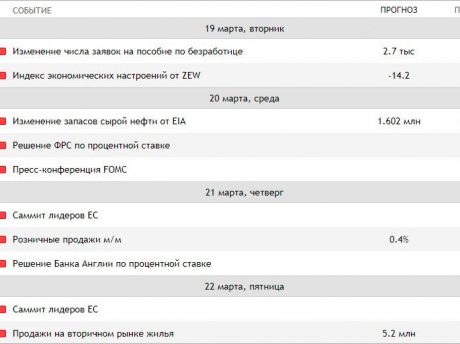 СОБЫТИЕ ПРОГНОЗ П
19 марта, вторник
Изменение числа заявок на пособие по безработице 2.7 тыс
Индекс экономических настроений от ZEW -14.2
20 марта, среда
Изменение запасов сырой нефти от EIA 1.602 млн
Решение ФРС по процентной ставке
Пресс-конференция FOMC
21 марта, четверг
Саммит лидеров ЕС
Розничные продажи м/м 0.4%
Решение Банка Англии по процентной ставке
22 марта, пятница
Саммит лидеров ЕС
Продажи на вторичном рынке жилья 5.2 млн